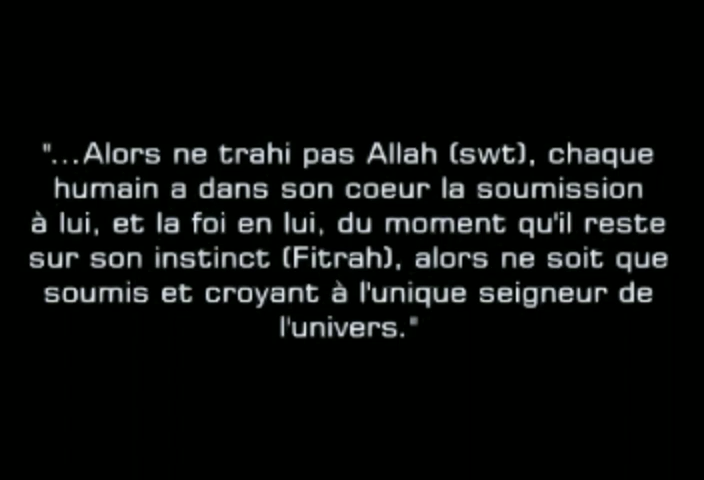 "...Alors ne trahi pas Allah (swt), chaque
humain a dans son coeur la soumission
à lui, et la foi en lui, du moment qu'il reste
sur son instinct (Fitrah), alors ne soit que
soumis et croyant à l'unique seigneur de
l'univers."